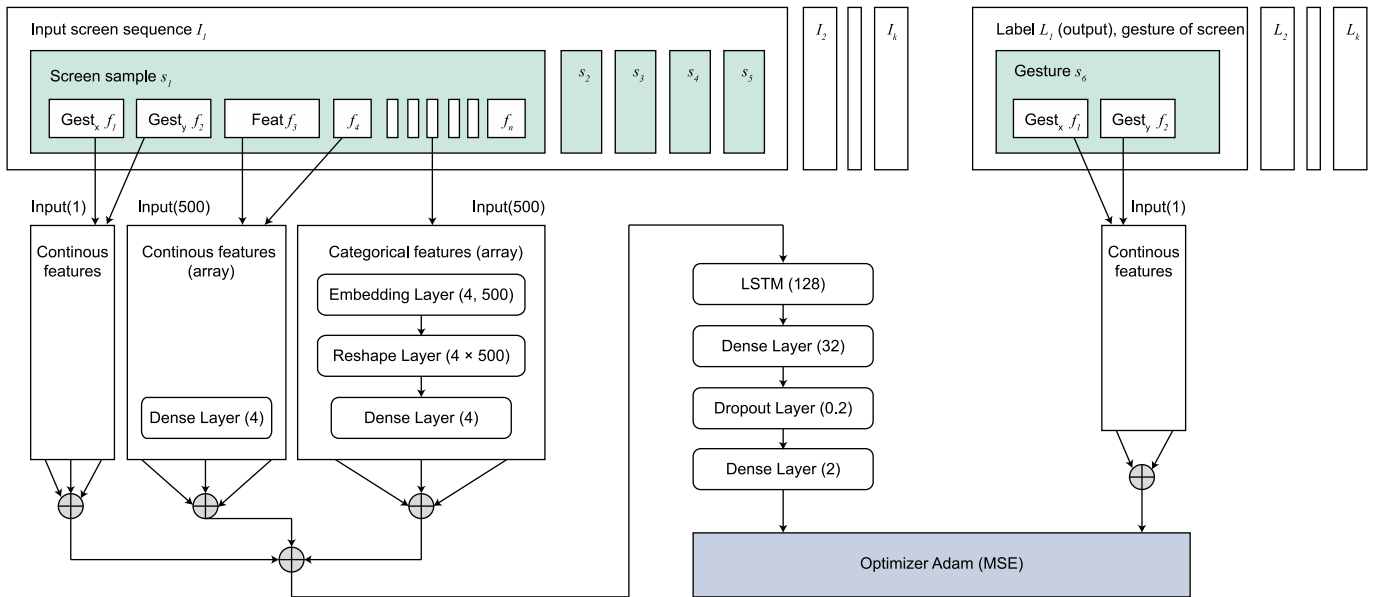 Input screen sequence I₁
I₂
Iₖ
Label L₁ (output), gesture of screen
L₂
Lₖ
Screen sample s₁
s₂
s₃
s₄
s₅
Gesture s₆
Gestₓ f₁
Gestᵧ f₂
Feat f₃
f₄
fₙ
Gestₓ f₁
Gestᵧ f₂
Input(1)
Input(500)
Input(500)
Input(1)
Continous
features
Continous features
(array)
Dense Layer (4)
Categorical features (array)
Embedding Layer (4, 500)
Reshape Layer (4 × 500)
Dense Layer (4)
LSTM (128)
Dense Layer (32)
Dropout Layer (0.2)
Dense Layer (2)
Continous
features
Optimizer Adam (MSE)